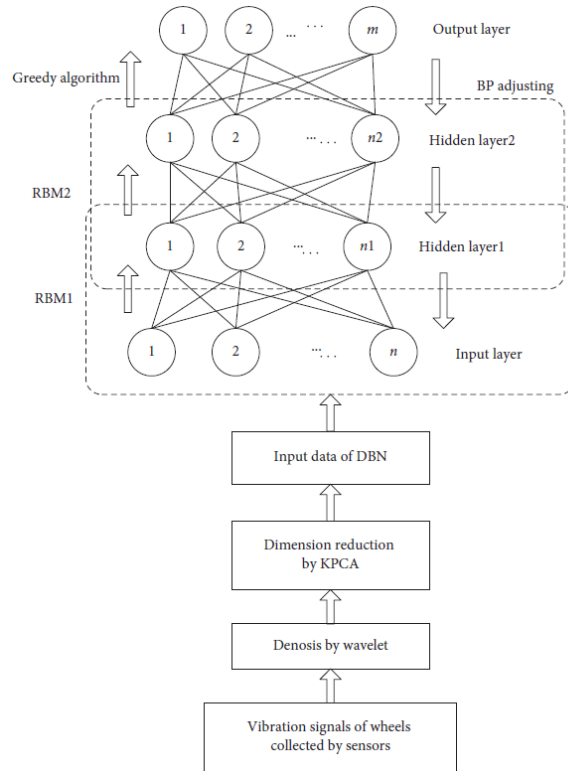 1 2 ... ... m Output layer
Greedy algorithm
BP adjusting
1 2 ... ... n2 Hidden layer2
RBM2
1 2 ... ... n1 Hidden layer1
RBM1
1 2 ... ... n Input layer
Input data of DBN
Dimension reduction
by KPCA
Denosis by wavelet
Vibration signals of wheels
collected by sensors